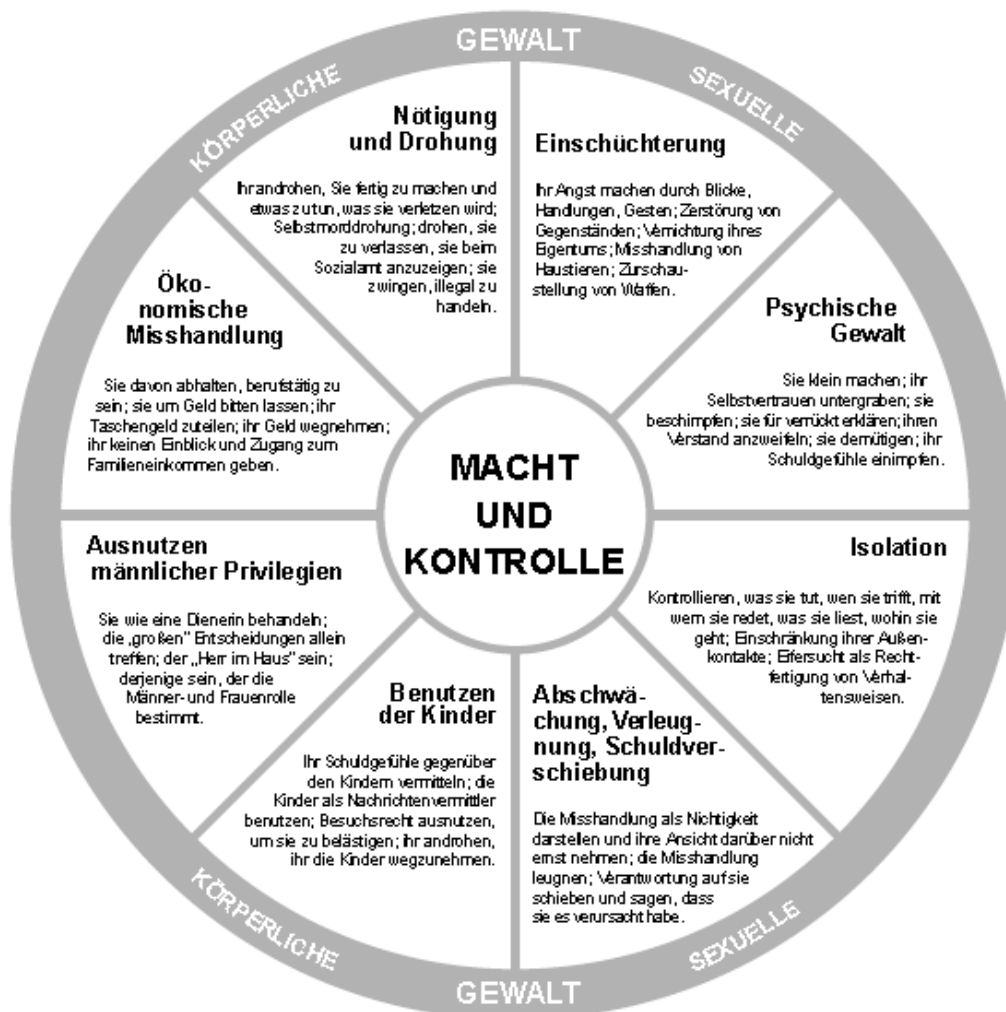 GEWALT
KÖRPERLICHE
SEXUELLE
Nötigung
und Drohung
Ihr androhen, Sie fertig zu machen und
etwas zu tun, was sie verletzen wird;
Selbstmorddrohung; drohen, sie
zu verlassen, sie beim
Sozialamt anzuzeigen; sie
zwingen, illegal zu
handeln.
Einschüchterung
Ihr Angst machen durch Blicke,
Handlungen, Gesten; Zerstörung von
Gegenständen; Vernichtung ihres
Eigentums; Misshandlung von
Haustieren; Zurschau-
stellung von Waffen.
Öko-
nomische
Misshandlung
Sie davon abhalten, berufstätig zu
sein; sie um Geld bitten lassen; ihr
Taschengeld zuteilen; ihr Geld wegnehmen;
ihr keinen Einblick und Zugang zum
Familieneinkommen geben.
Psychische
Gewalt
Sie klein machen; ihr
Selbstvertrauen untergraben; sie
beschimpfen; sie für verrückt erklären; ihren
Verstand anzweifeln; sie demütigen; ihr
Schuldgefühle einimpfen.
MACHT
UND
KONTROLLE
Ausnutzen
männlicher Privilegien
Sie wie eine Dienerin behandeln;
die „großen" Entscheidungen allein
treffen; der „Herr im Haus" sein;
derjenige sein, der die
Männer- und Frauenrolle
bestimmt.
Isolation
Kontrollieren, was sie tut, wen sie trifft, mit
wem sie redet, was sie liest, wohin sie
geht; Einschränkung ihrer Außen-
kontakte; Eifersucht als Recht-
fertigung von Verhal-
tensweisen.
Benutzen
der Kinder
Ihr Schuldgefühle gegenüber
den Kindern vermitteln; die
Kinder als Nachrichtenvermittler
benutzen; Besuchsrecht ausnutzen,
um sie zu belästigen; ihr androhen,
ihr die Kinder wegzunehmen.
Abschwä-
chung, Verleug-
nung, Schuldver-
schiebung
Die Misshandlung als Nichtigkeit
darstellen und ihre Ansicht darüber nicht
ernst nehmen; die Misshandlung
leugnen; Verantwortung auf sie
schieben und sagen, dass
sie es verursacht habe.
KÖRPERLICHE
SEXUELLE
GEWALT